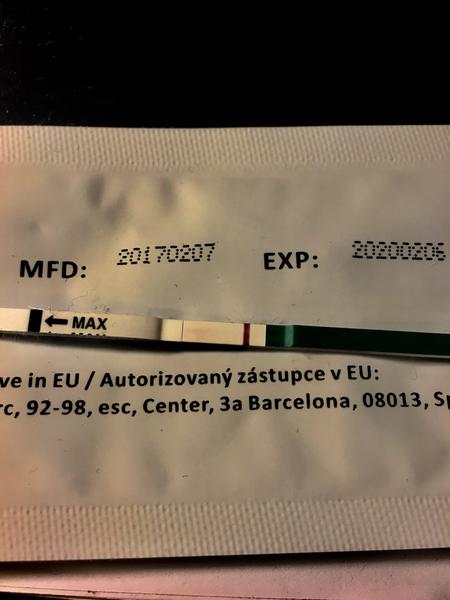 MFD: 20170207 EXP: 20200206
MAX
ve in EU / Autorizovaný zástupce v EU:
rc, 92-98, esc, Center, 3a Barcelona, 08013, Sp